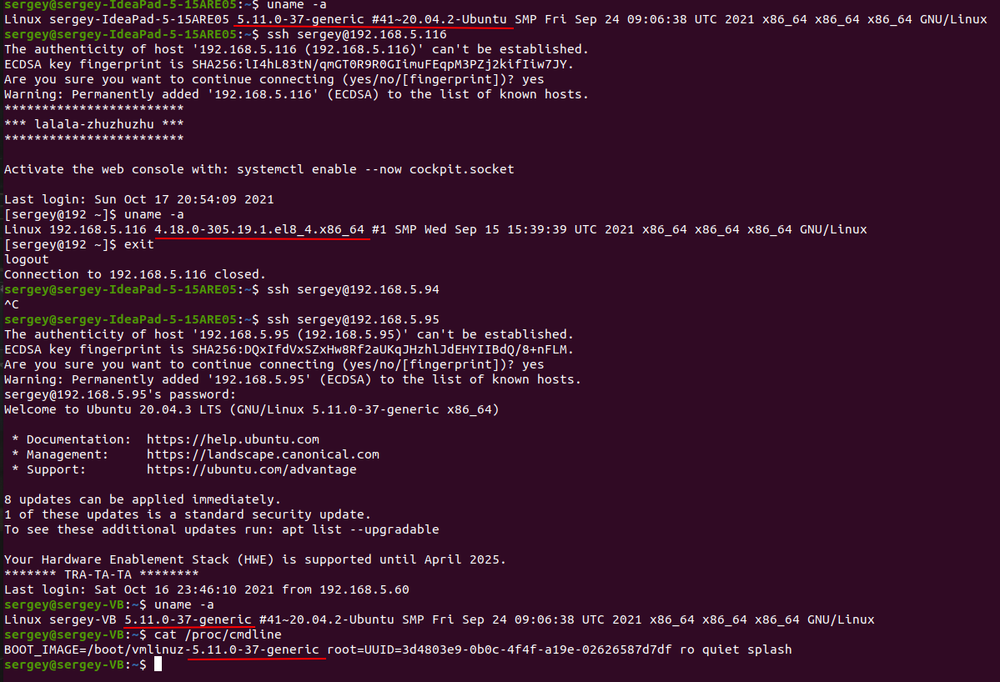 sergey@sergey-IdeaPad-5-15ARE05:~$ uname -a
Linux sergey-IdeaPad-5-15ARE05 5.11.0-37-generic #41~20.04.2-Ubuntu SMP Fri Sep 24 09:06:38 UTC 2021 x86_64 x86_64 x86_64 GNU/Linux
sergey@sergey-IdeaPad-5-15ARE05:~$ ssh sergey@192.168.5.116
The authenticity of host '192.168.5.116 (192.168.5.116)' can't be established.
ECDSA key fingerprint is SHA256:lI4hL83tN/qmGT0R9R0GIimuFEqpM3PZj2kifIiw7JY.
Are you sure you want to continue connecting (yes/no/[fingerprint])? yes
Warning: Permanently added '192.168.5.116' (ECDSA) to the list of known hosts.
************************
*** lalala-zhuzhuzhu ***
************************
Activate the web console with: systemctl enable --now cockpit.socket
Last login: Sun Oct 17 20:54:09 2021
[sergey@192 ~]$ uname -a
Linux 192.168.5.116 4.18.0-305.19.1.el8_4.x86_64 #1 SMP Wed Sep 15 15:39:39 UTC 2021 x86_64 x86_64 x86_64 GNU/Linux
[sergey@192 ~]$ exit
logout
Connection to 192.168.5.116 closed.
sergey@sergey-IdeaPad-5-15ARE05:~$ ssh sergey@192.168.5.94
^C
sergey@sergey-IdeaPad-5-15ARE05:~$ ssh sergey@192.168.5.95
The authenticity of host '192.168.5.95 (192.168.5.95)' can't be established.
ECDSA key fingerprint is SHA256:DQxIfdVxSZxHw8Rf2aUKqJHzhlJdEHYIIBdQ/8+nFLM.
Are you sure you want to continue connecting (yes/no/[fingerprint])? yes
Warning: Permanently added '192.168.5.95' (ECDSA) to the list of known hosts.
sergey@192.168.5.95's password:
Welcome to Ubuntu 20.04.3 LTS (GNU/Linux 5.11.0-37-generic x86_64)
* Documentation:  https://help.ubuntu.com
* Management:     https://landscape.canonical.com
* Support:        https://ubuntu.com/advantage
8 updates can be applied immediately.
1 of these updates is a standard security update.
To see these additional updates run: apt list --upgradable
Your Hardware Enablement Stack (HWE) is supported until April 2025.
******* TRA-TA-TA ********
Last login: Sat Oct 16 23:46:10 2021 from 192.168.5.60
sergey@sergey-VB:~$ uname -a
Linux sergey-VB 5.11.0-37-generic #41~20.04.2-Ubuntu SMP Fri Sep 24 09:06:38 UTC 2021 x86_64 x86_64 x86_64 GNU/Linux
sergey@sergey-VB:~$ cat /proc/cmdline
BOOT_IMAGE=/boot/vmlinuz-5.11.0-37-generic root=UUID=3d4803e9-0b0c-4f4f-a19e-02626587d7df ro quiet splash
sergey@sergey-VB:~$